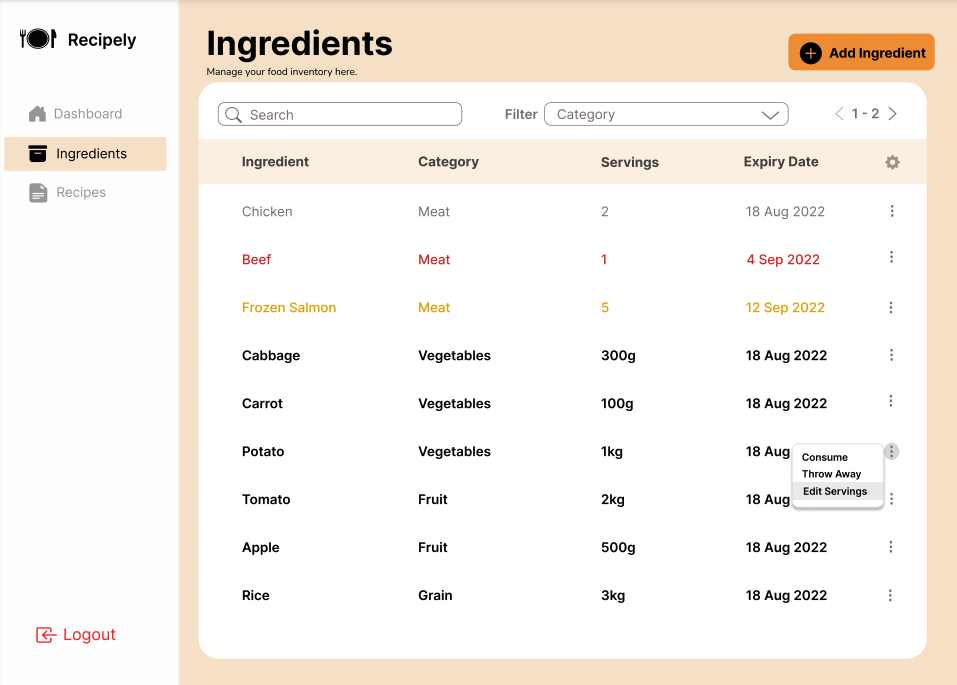 Recipely
Dashboard
Ingredients
Recipes
Logout
Ingredients
Manage your food inventory here.
Add Ingredient
Search
Filter Category
1 - 2
Ingredient Category Servings Expiry Date
Chicken Meat 2 18 Aug 2022
Beef Meat 1 4 Sep 2022
Frozen Salmon Meat 5 12 Sep 2022
Cabbage Vegetables 300g 18 Aug 2022
Carrot Vegetables 100g 18 Aug 2022
Potato Vegetables 1kg 18 Aug
Consume
Throw Away
Edit Servings
Tomato Fruit 2kg 18 Aug
Apple Fruit 500g 18 Aug 2022
Rice Grain 3kg 18 Aug 2022